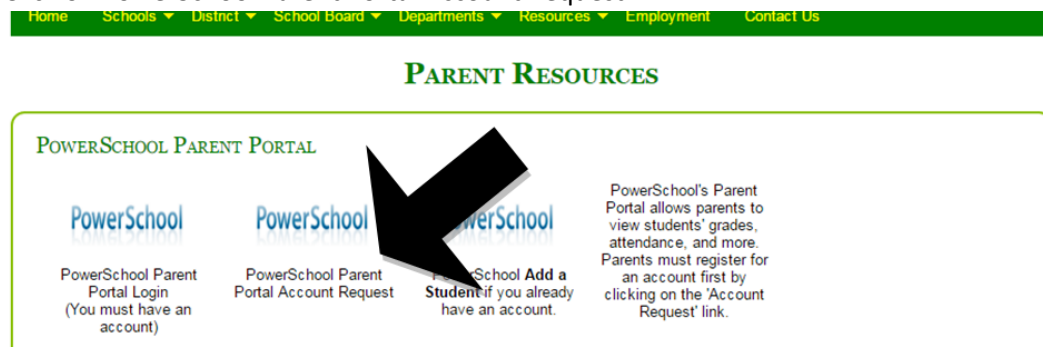 Home Schools District School Board Departments Resources Employment Contact Us
PARENT RESOURCES
POWERSCHOOL PARENT PORTAL
PowerSchool
PowerSchool Parent
Portal Login
(You must have an
account)
PowerSchool
PowerSchool Parent
Portal Account Request
werSchool
School Add a
Student if you already
have an account.
PowerSchool's Parent
Portal allows parents to
view students' grades,
attendance, and more.
Parents must register for
an account first by
clicking on the 'Account
Request' link.